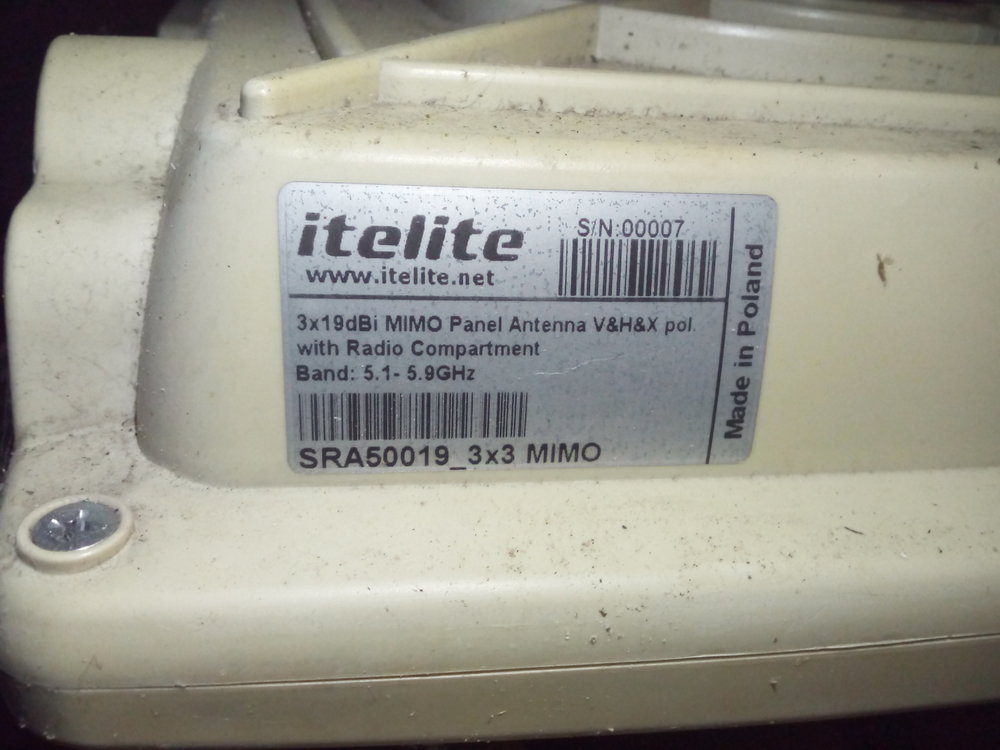 itelite
www.itelite.net
S/N:00007
3x19dBi MIMO Panel Antenna V&H&X pol.
with Radio Compartment
Band: 5.1- 5.9GHz
SRA50019_3x3 MIMO
Made in Poland